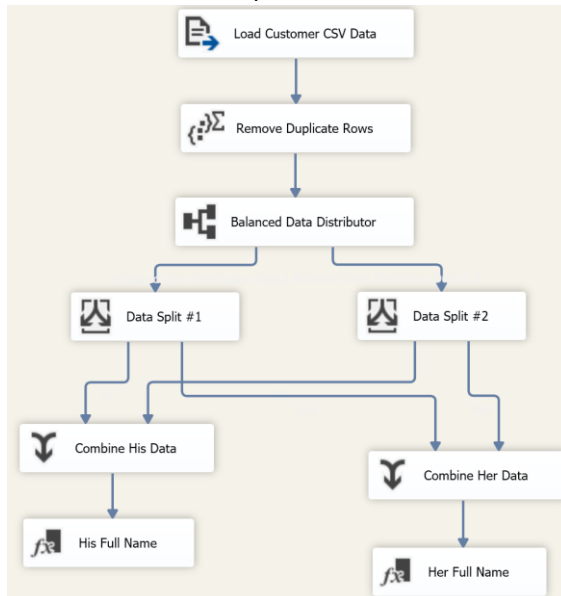 Load Customer CSV Data
Remove Duplicate Rows
Balanced Data Distributor
Data Split #1
Data Split #2
Combine His Data
Combine Her Data
His Full Name
Her Full Name